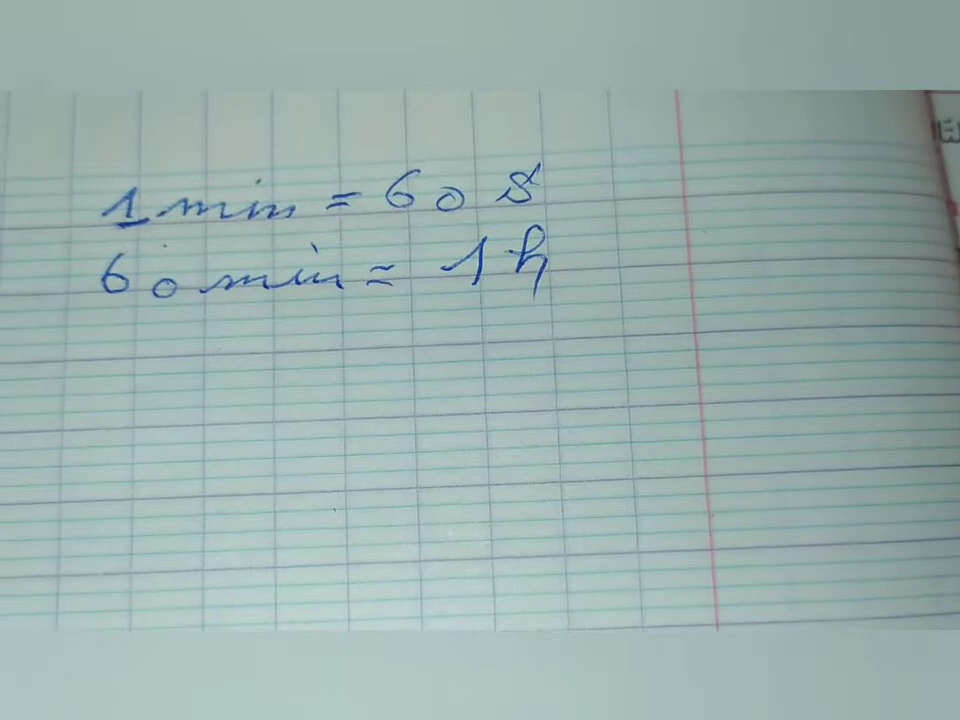 1 min = 60 s
60 min = 1 h